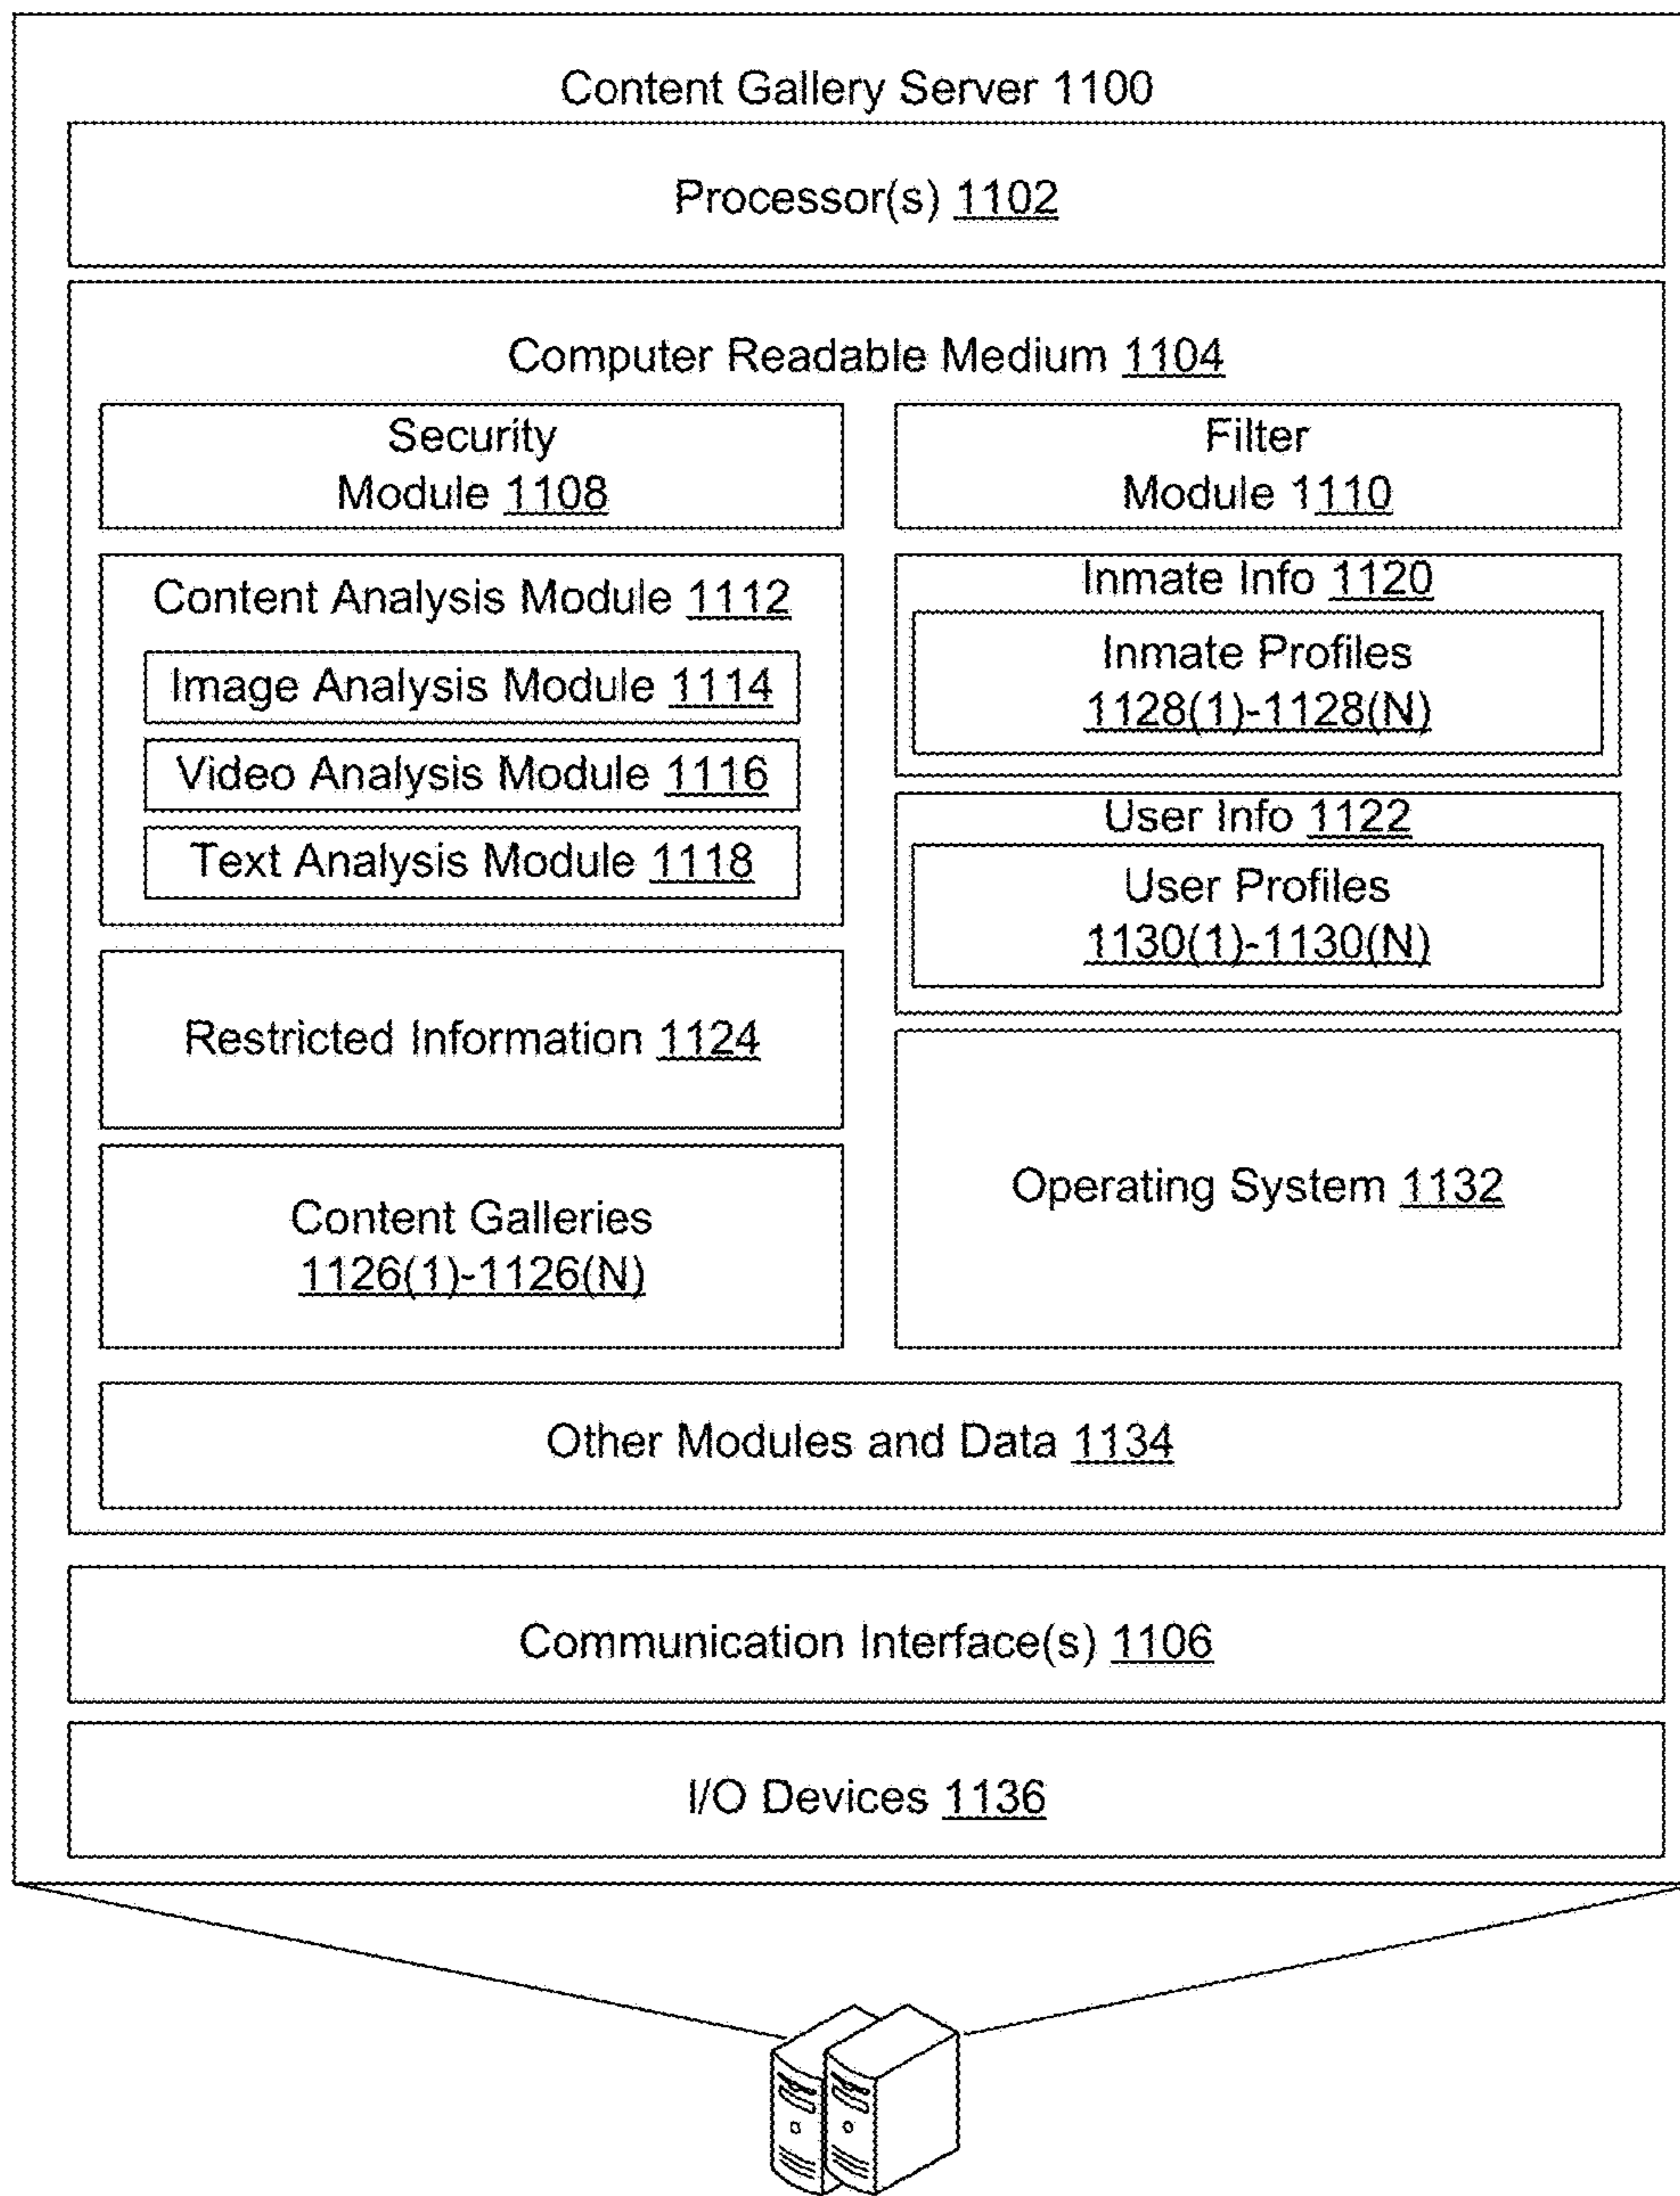 Content Gallery Server 1100
Processor(s) 1102
Computer Readable Medium 1104
Security
Module 1108
Filter
Module 1110
Content Analysis Module 1112
Image Analysis Module 1114
Video Analysis Module 1116
Text Analysis Module 1118
Inmate Info 1120
Inmate Profiles
1128(1)-1128(N)
User Info 1122
User Profiles
1130(1)-1130(N)
Restricted Information 1124
Content Galleries
1126(1)-1126(N)
Operating System 1132
Other Modules and Data 1134
Communication Interface(s) 1106
I/O Devices 1136